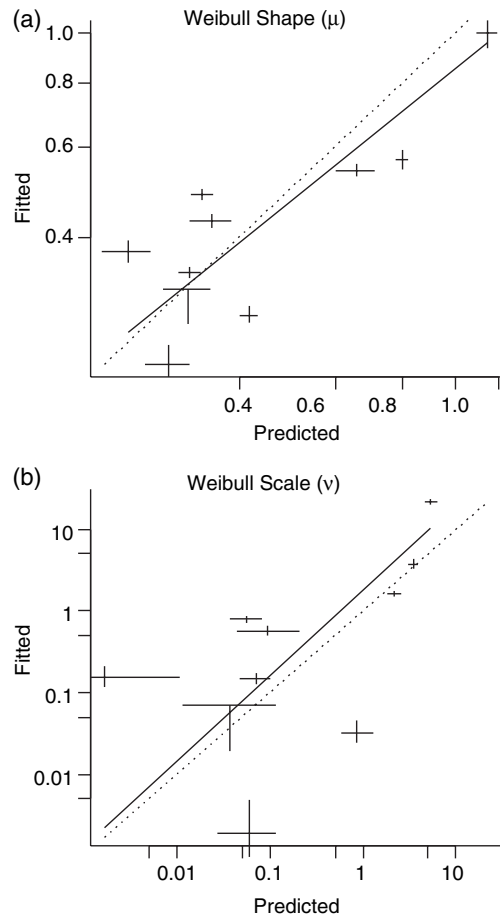 (a)
Weibull Shape (μ)
1.0
0.8
0.6
0.4
Fitted
0.4 0.6 0.8 1.0
Predicted
(b)
Weibull Scale (ν)
10
1
0.1
0.01
Fitted
0.01 0.1 1 10
Predicted